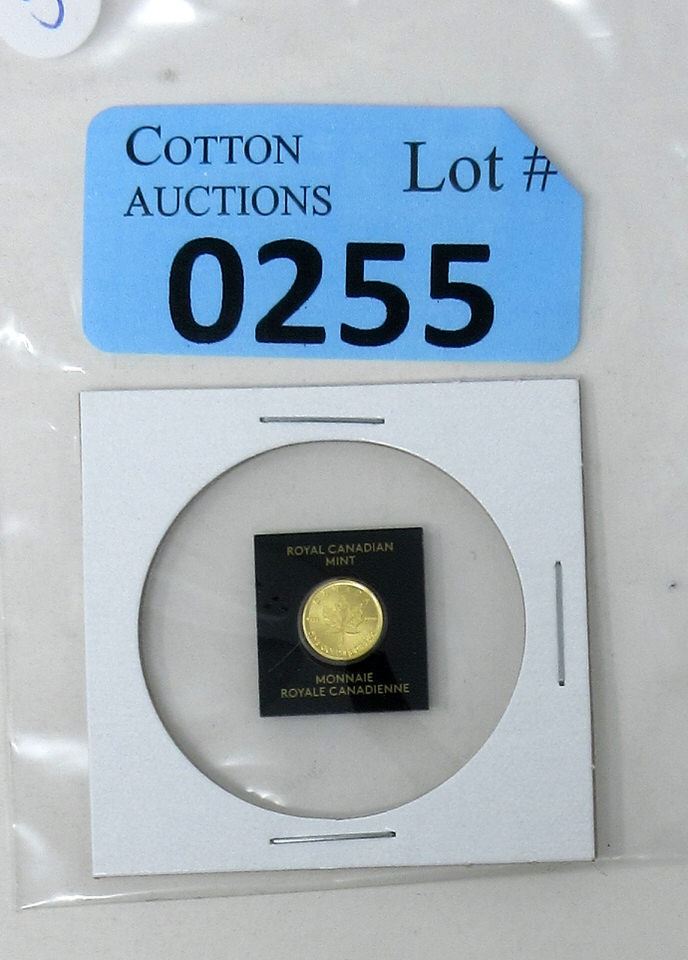 COTTON
AUCTIONS
Lot #
0255
ROYAL CANADIAN
MINT
MONNAIE
ROYALE CANADIENNE